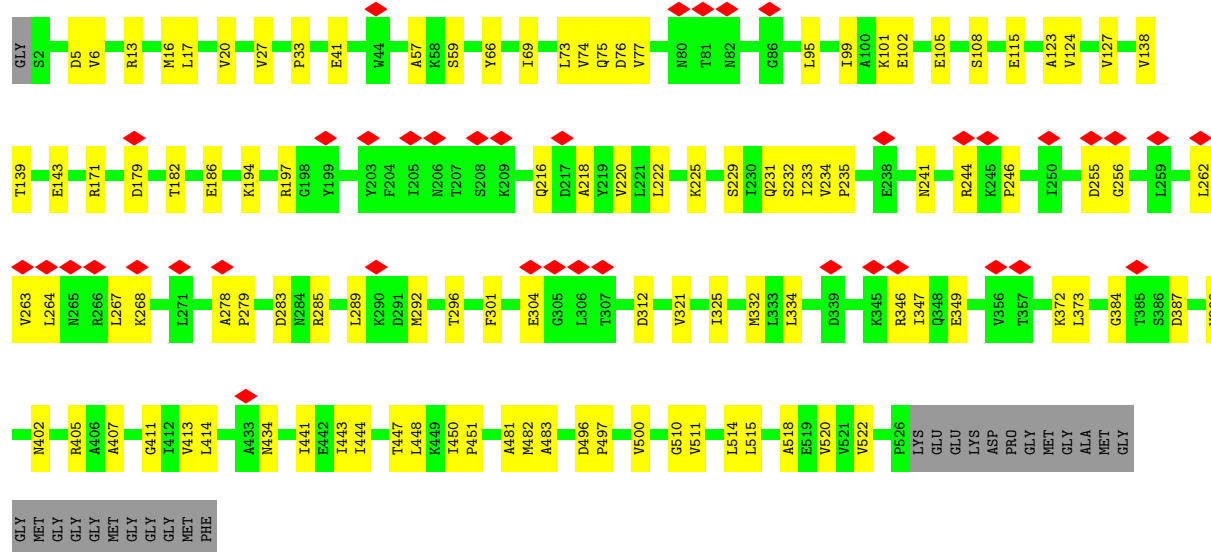 GLY S2 D5 V6 R13 M16 L17 V20 V27 P33 E41 W44 A57 K58 S59 Y66 I69 L73 V74 Q75 D76 V77 N80 T81 N82 G86 L95 I99 A100 K101 E102 E105 S108 E115 A123 V124 V127 V138
T139 E143 R171 D179 T182 E186 K194 R197 G198 Y199 Y203 F204 I205 N206 T207 S208 K209 Q216 D217 A218 Y219 V220 L221 L222 K225 S229 I230 Q231 S232 I233 V234 P235 E238 N241 R244 K245 P246 I250 D255 G256 L259 L262
V263 L264 N265 R266 L267 K268 L271 A278 P279 D283 N284 R285 L289 K290 D291 M292 T296 F301 E304 G305 L306 T307 D312 V321 I325 M332 L333 L334 D339 K345 R346 I347 Q348 E349 V356 T357 K372 L373 G384 T385 S386 D387
N402 R405 A406 A407 G411 I412 V413 L414 A433 N434 I441 E442 I443 I444 T447 L448 K449 I450 P451 A481 M482 A483 D496 P497 V500 G510 V511 L514 L515 A518 E519 V520 V521 V522 P526 LYS GLU GLU LYS ASP PRO GLY MET GLY ALA MET GLY
GLY MET GLY GLY GLY MET GLY GLY GLY MET PHE